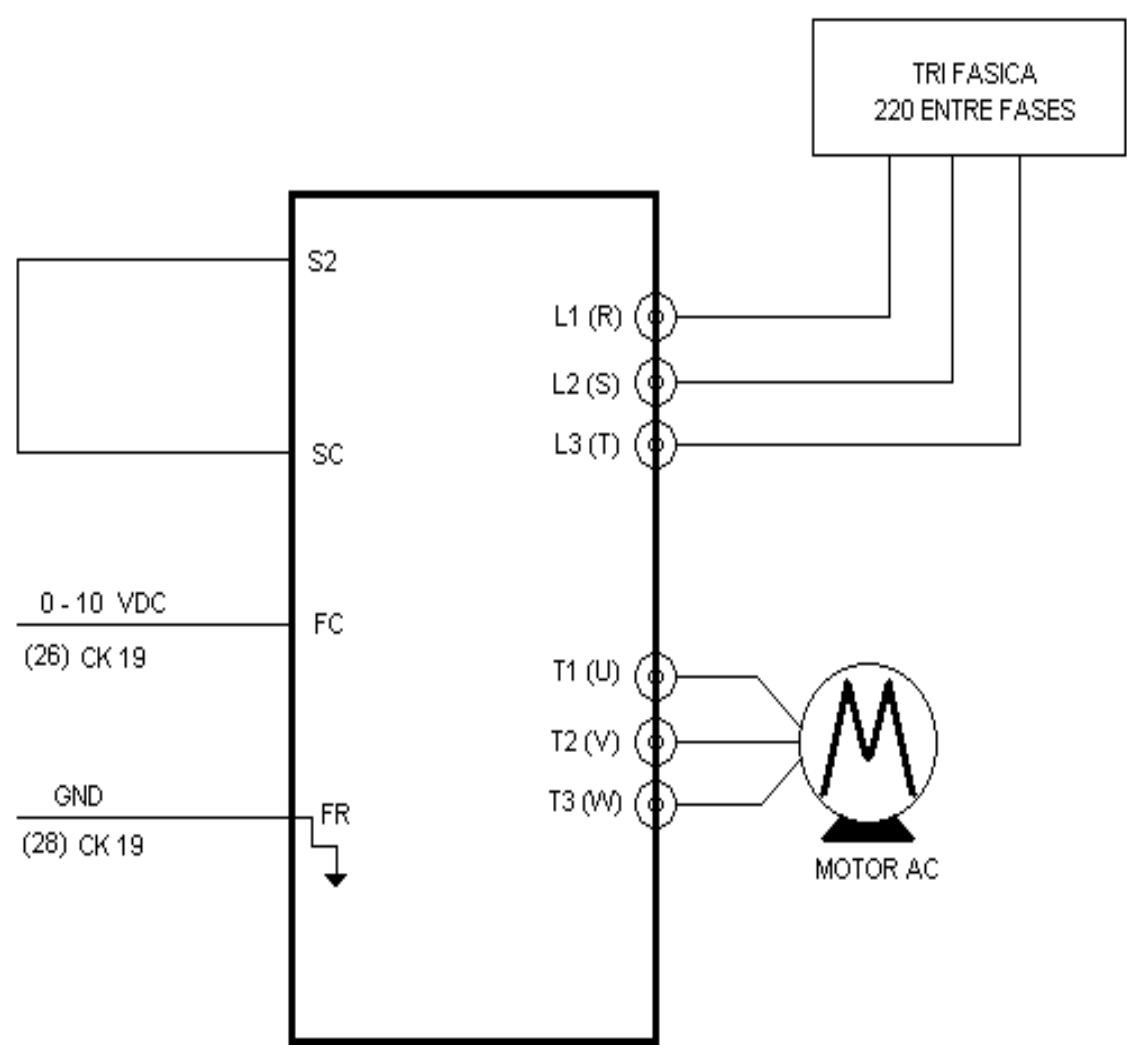 TRI FASICA
220 ENTRE FASES
S2
L1 (R)
L2 (S)
L3 (T)
SC
0 - 10 VDC
FC
(26) CK 19
T1 (U)
T2 (V)
T3 (W)
GND
FR
(28) CK 19
MOTOR AC